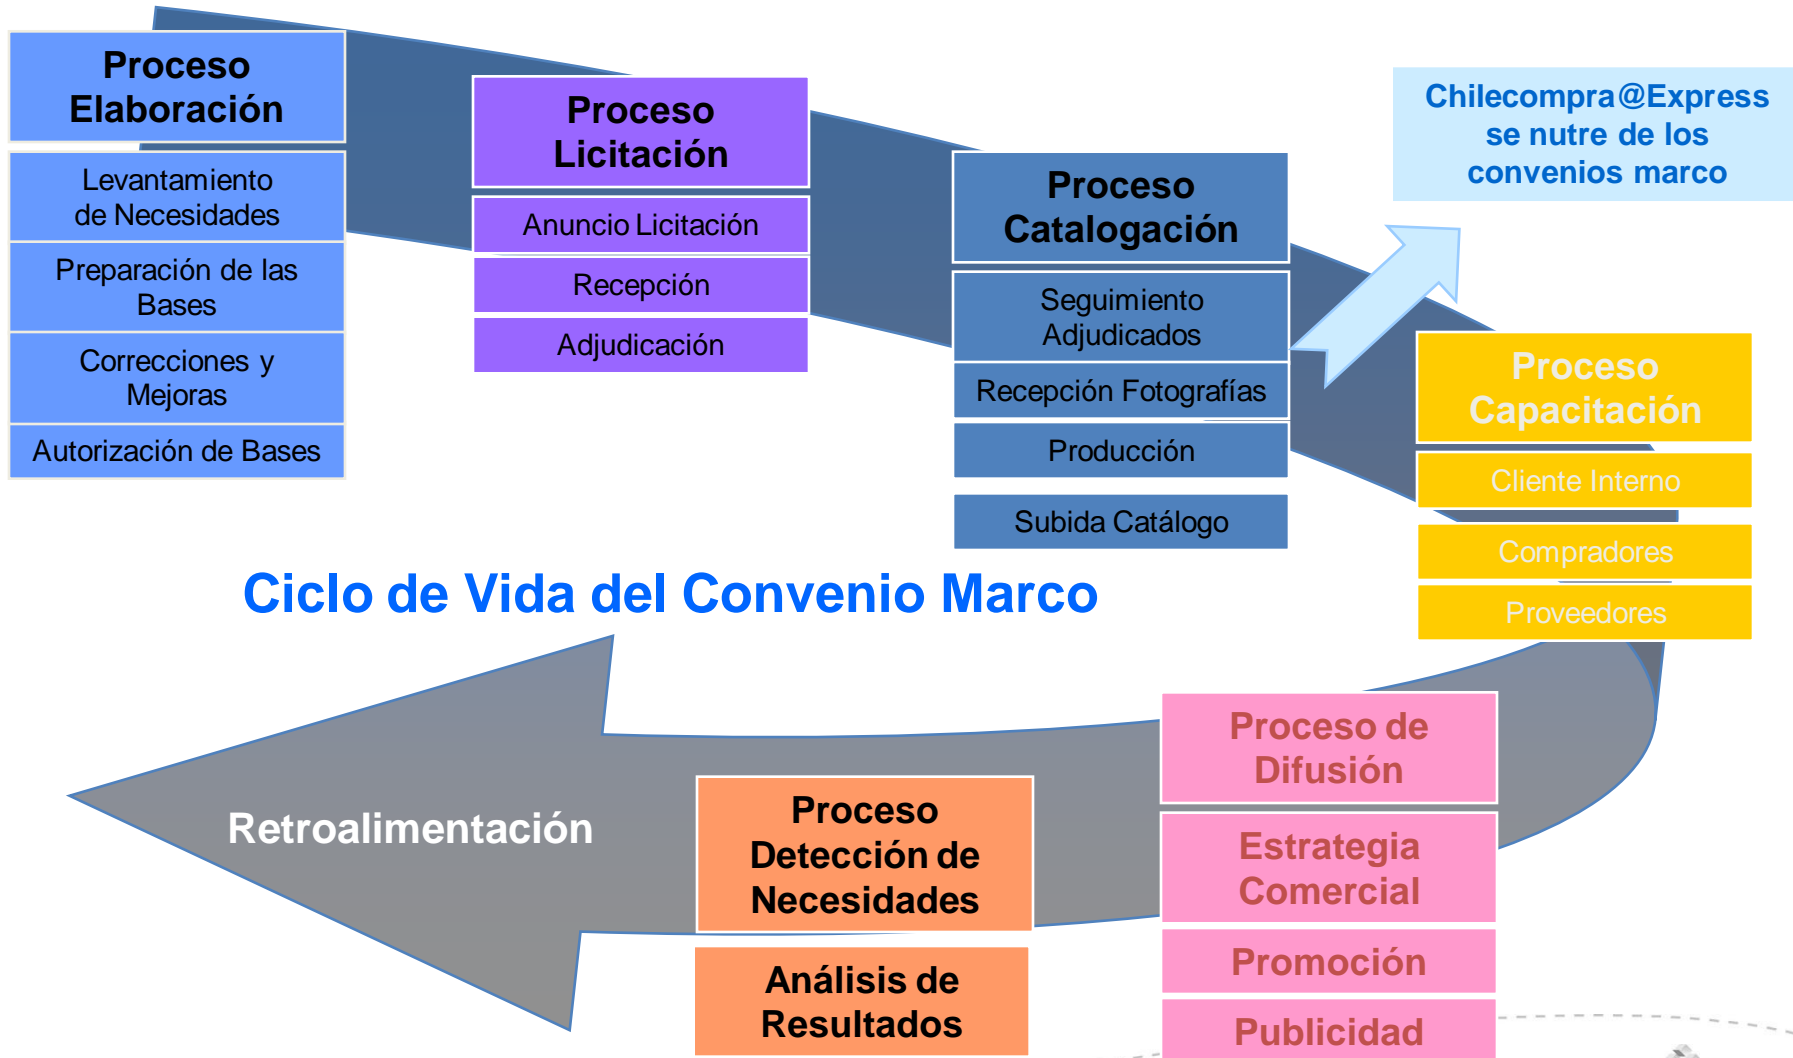 Proceso
Elaboración
Levantamiento
de Necesidades
Preparación de las
Bases
Correcciones y
Mejoras
Autorización de Bases
Proceso
Licitación
Anuncio Licitación
Recepción
Adjudicación
Proceso
Catalogación
Seguimiento
Adjudicados
Recepción Fotografías
Producción
Subida Catálogo
Chilecompra@Express
se nutre de los
convenios marco
Proceso
Capacitación
Cliente Interno
Compradores
Proveedores
Ciclo de Vida del Convenio Marco
Proceso de
Difusión
Estrategia
Comercial
Promoción
Publicidad
Proceso
Detección de
Necesidades
Análisis de
Resultados
Retroalimentación